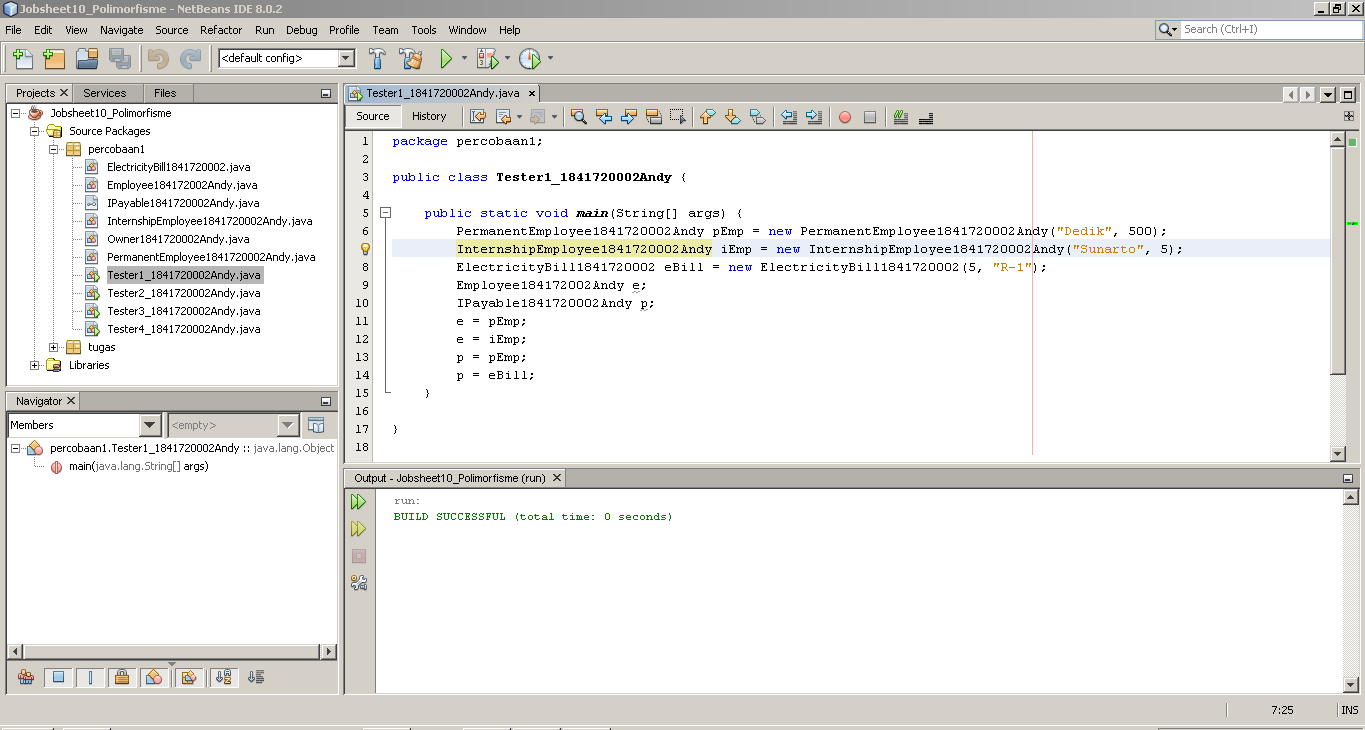 Jobsheet10_Polimorfisme - NetBeans IDE 8.0.2
File Edit View Navigate Source Refactor Run Debug Profile Team Tools Window Help
Search (Ctrl+I)
<default config>
Projects Services Files
Jobsheet10_Polimorfisme
Source Packages
percobaan1
ElectricityBill1841720002.java
Employee1841720002Andy.java
IPayable1841720002Andy.java
InternshipEmployee1841720002Andy.java
Owner1841720002Andy.java
PermanentEmployee1841720002Andy.java
Tester1_1841720002Andy.java
Tester2_1841720002Andy.java
Tester3_1841720002Andy.java
Tester4_1841720002Andy.java
tugas
Libraries
Navigator
Members
<empty>
percobaan1.Tester1_1841720002Andy :: java.lang.Object
main(java.lang.String[] args)
Tester1_1841720002Andy.java
Source History
1 package percobaan1;
2
3 public class Tester1_1841720002Andy {
4
5 public static void main(String[] args) {
6 PermanentEmployee1841720002Andy pEmp = new PermanentEmployee1841720002Andy("Dedik", 500);
InternshipEmployee1841720002Andy iEmp = new InternshipEmployee1841720002Andy("Sunarto", 5);
8 ElectricityBill1841720002 eBill = new ElectricityBill1841720002(5, "R-1");
9 Employee1841720002Andy e;
10 IPayable1841720002Andy p;
11 e = pEmp;
12 e = iEmp;
13 p = pEmp;
14 p = eBill;
15 }
16
17 }
18
Output - Jobsheet10_Polimorfisme (run)
run:
BUILD SUCCESSFUL (total time: 0 seconds)
7:25 INS